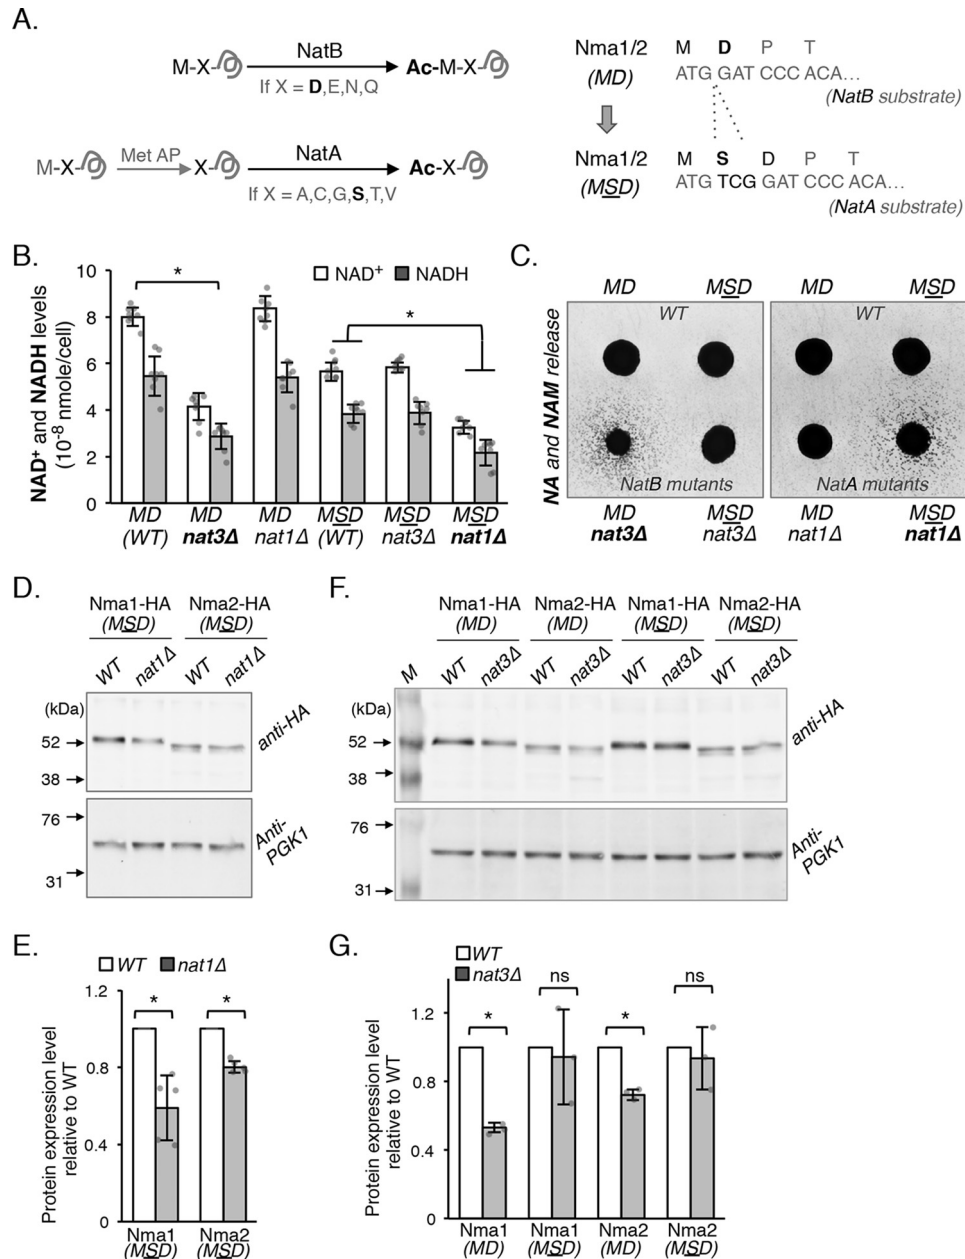 A.
NatB
M-X-
Ac-M-X-
If X = D,E,N,Q
Met AP
NatA
M-X-
X-
Ac-X-
If X = A,C,G,S,T,V
Nma1/2
(MD)
M D P T
ATG GAT CCC ACA...
(NatB substrate)
Nma1/2
(MSD)
M S D P T
ATG TCG GAT CCC ACA...
(NatA substrate)
B.
NAD+ and NADH levels
(10-8 nmole/cell)
10
8
6
4
2
0
NAD+ NADH
*
*
MD MD MD MSD MSD MSD
(WT) nat3Δ nat1Δ (WT) nat3Δ nat1Δ
C.
NA and NAM release
MD MSD MD MSD
WT WT
NatB mutants NatA mutants
MD MSD MD MSD
nat3Δ nat3Δ nat1Δ nat1Δ
D.
Nma1-HA Nma2-HA
(MSD) (MSD)
WT nat1Δ WT nat1Δ
(kDa)
52
38
anti-HA
76
31
Anti-
PGK1
F.
Nma1-HA Nma2-HA Nma1-HA Nma2-HA
(MD) (MD) (MSD) (MSD)
M WT nat3Δ WT nat3Δ WT nat3Δ WT nat3Δ
(kDa)
52
38
anti-HA
76
31
Anti-
PGK1
E.
WT nat1Δ
Protein expression level
relative to WT
1.2
0.8
0.4
0
* *
Nma1 Nma2
(MSD) (MSD)
G.
WT
nat3Δ
Protein expression level
relative to WT
1.2
0.8
0.4
0
* ns * ns
Nma1 Nma1 Nma2 Nma2
(MD) (MSD) (MD) (MSD)